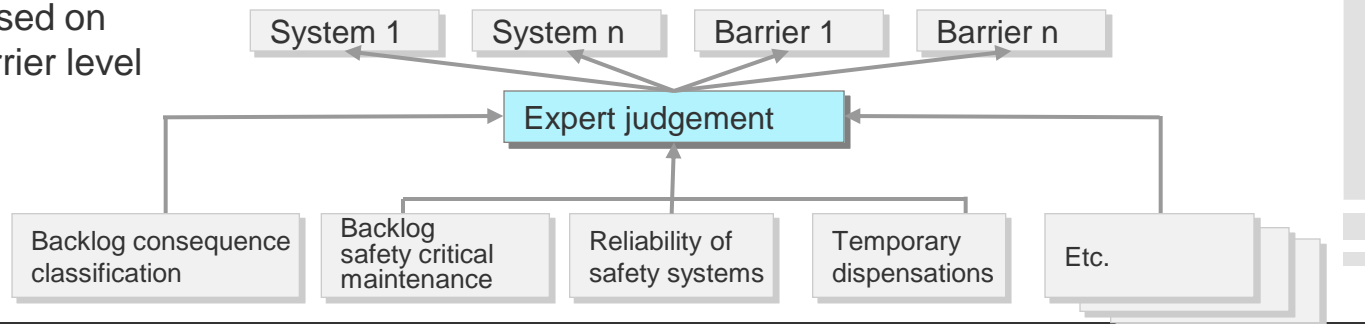 sed on
rier level
System 1
System n
Barrier 1
Barrier n
Expert judgement
Backlog consequence
classification
Backlog
safety critical
maintenance
Reliability of
safety systems
Temporary
dispensations
Etc.